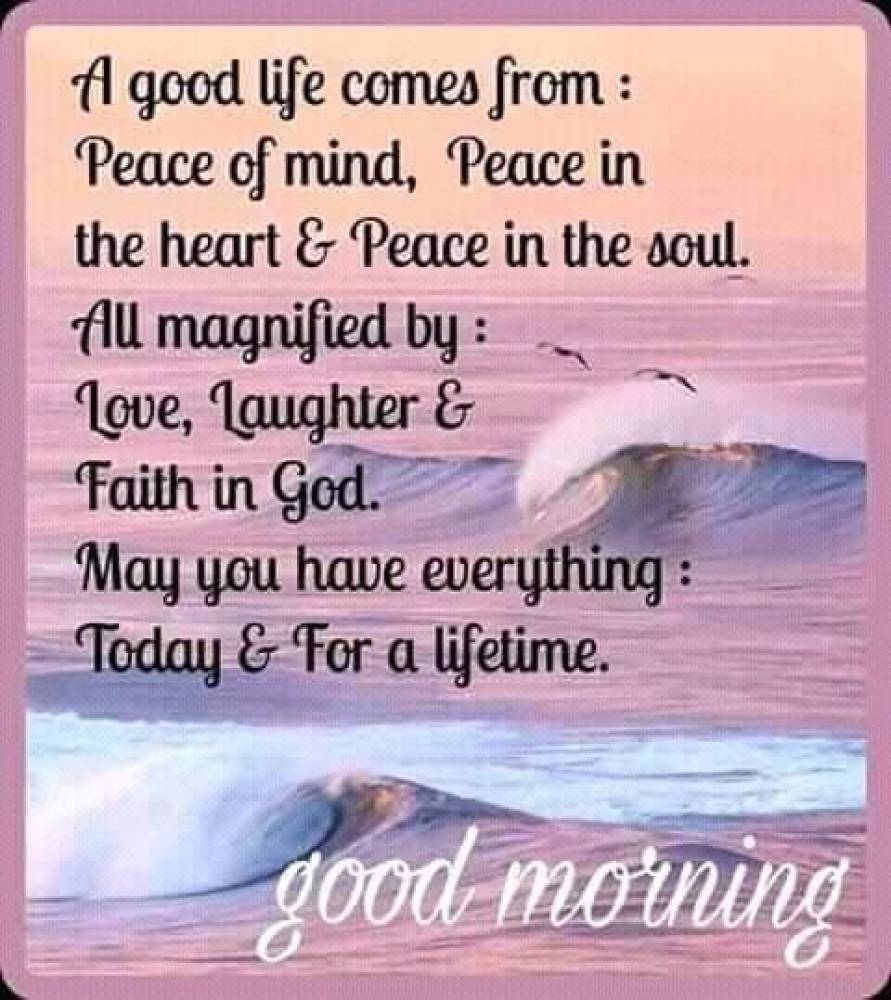 A good life comes from :
Peace of mind, Peace in
the heart & Peace in the soul.
All magnified by :
Love, Laughter &
Faith in God.
May you have everything :
Today & For a lifetime.
good morning